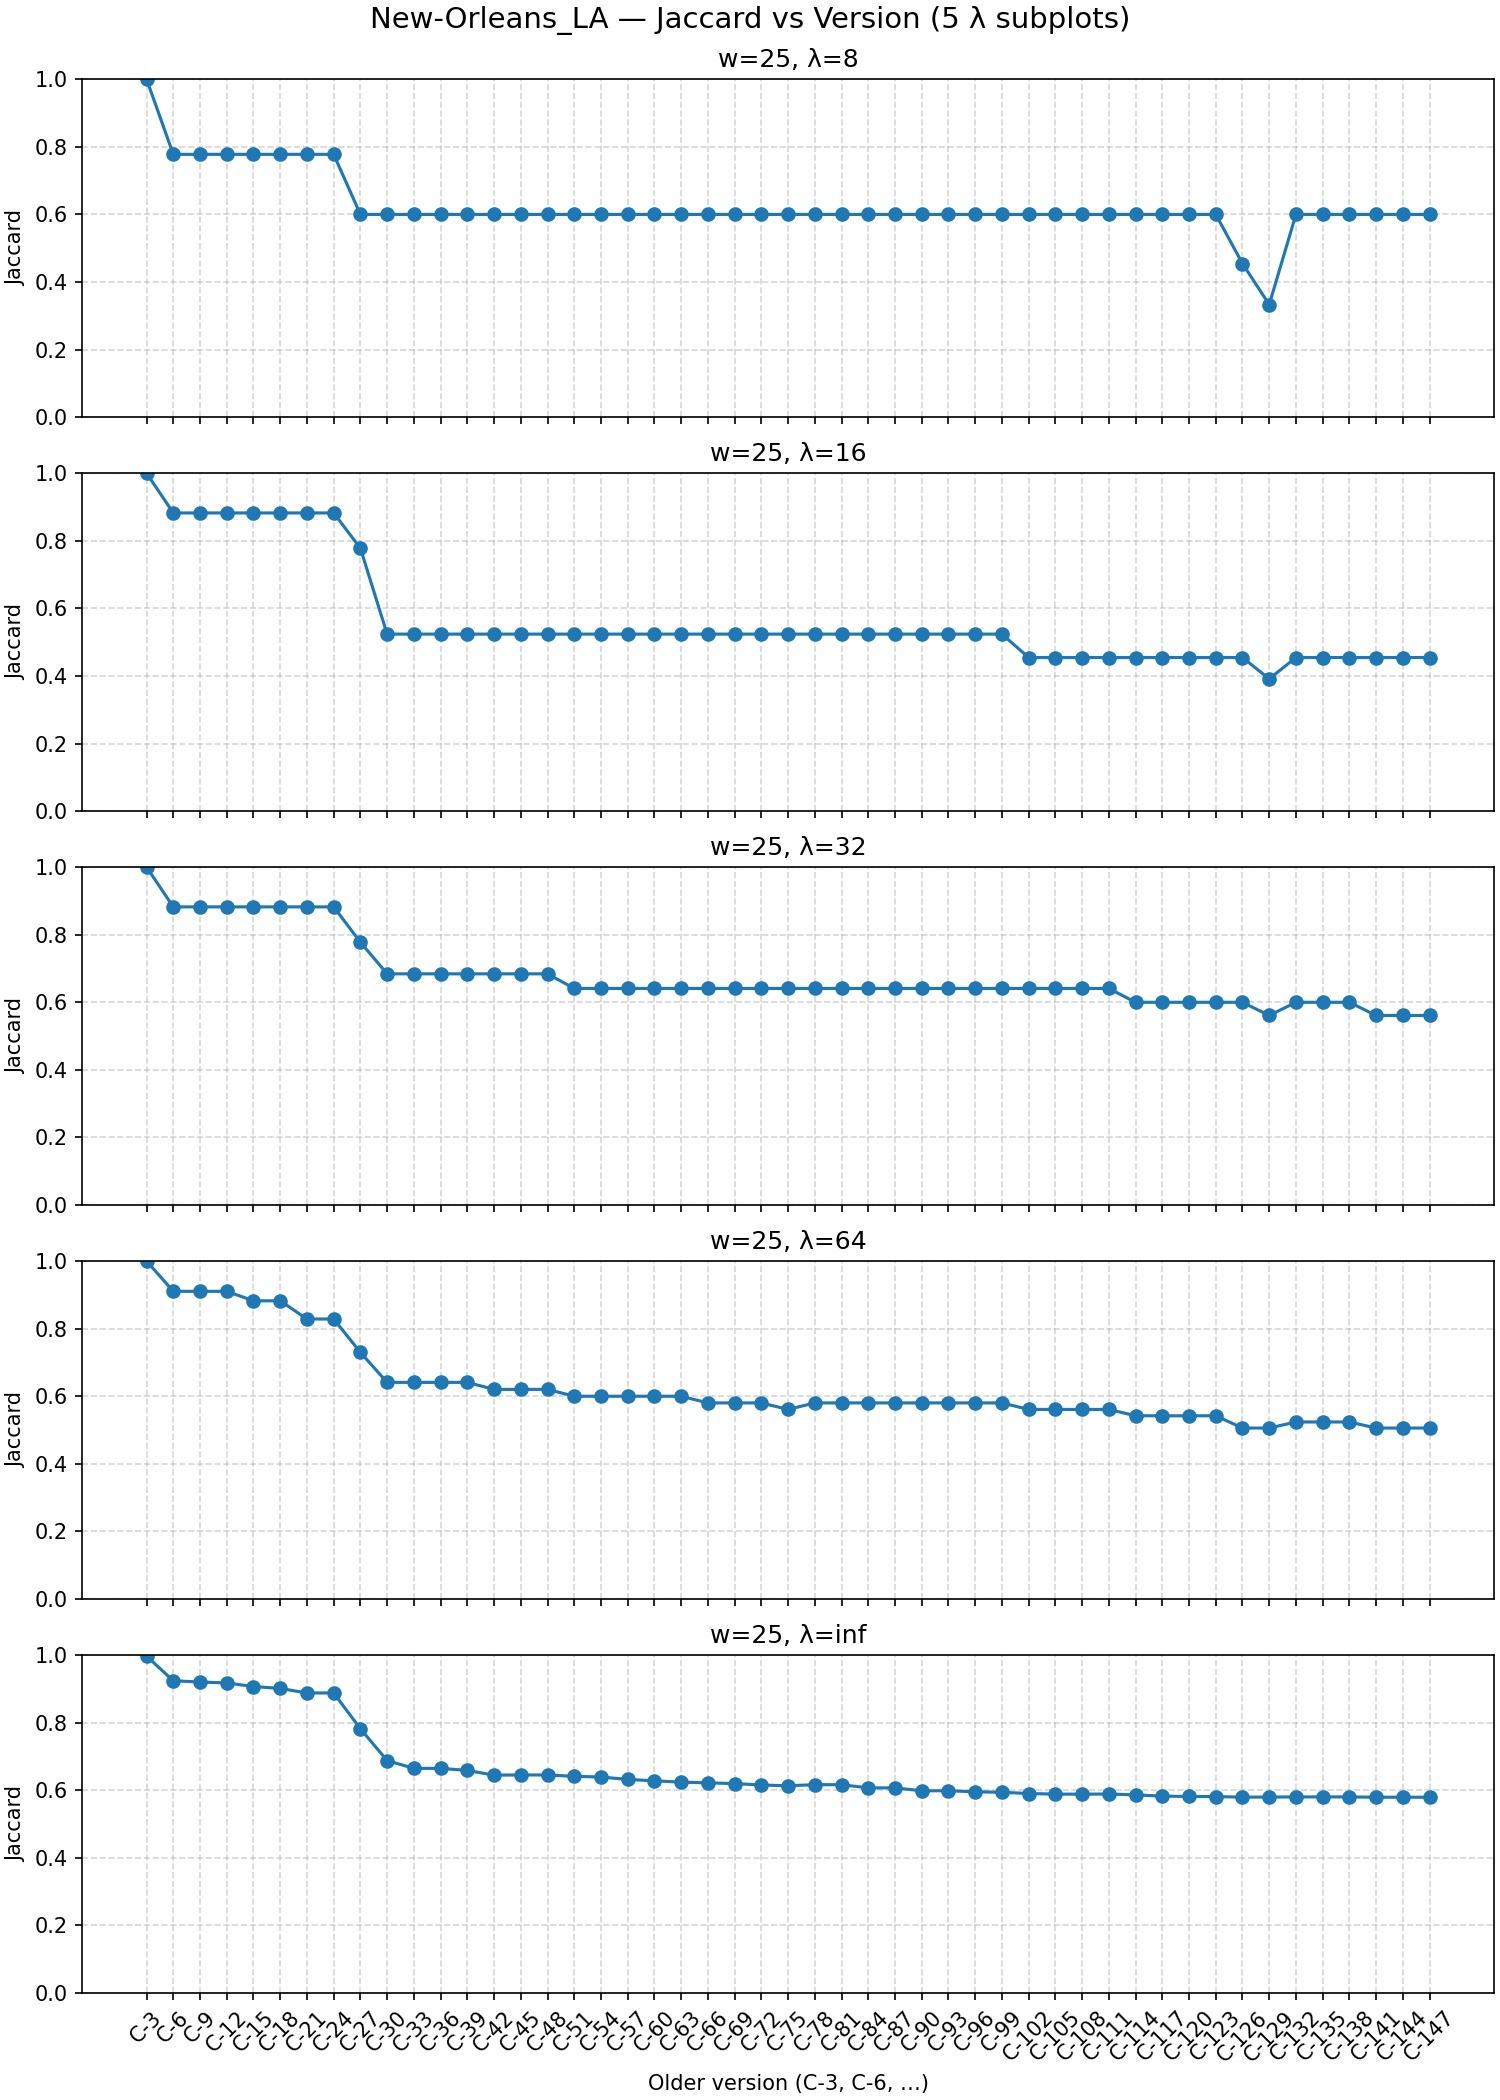 New-Orleans_LA — Jaccard vs Version (5 λ subplots)
w=25, λ=8
1.0
0.8
0.6
0.4
0.2
0.0
Jaccard
w=25, λ=16
1.0
0.8
0.6
0.4
0.2
0.0
Jaccard
w=25, λ=32
1.0
0.8
0.6
0.4
0.2
0.0
Jaccard
w=25, λ=64
1.0
0.8
0.6
0.4
0.2
0.0
Jaccard
w=25, λ=inf
1.0
0.8
0.6
0.4
0.2
0.0
Jaccard
C-3 C-6 C-9 C-12 C-15 C-18 C-21 C-24 C-27 C-30 C-33 C-36 C-39 C-42 C-45 C-48 C-51 C-54 C-57 C-60 C-63 C-66 C-69 C-72 C-75 C-78 C-81 C-84 C-87 C-90 C-93 C-96 C-99 C-102 C-105 C-108 C-111 C-114 C-117 C-120 C-123 C-126 C-129 C-132 C-135 C-138 C-141 C-144 C-147
Older version (C-3, C-6, ...)